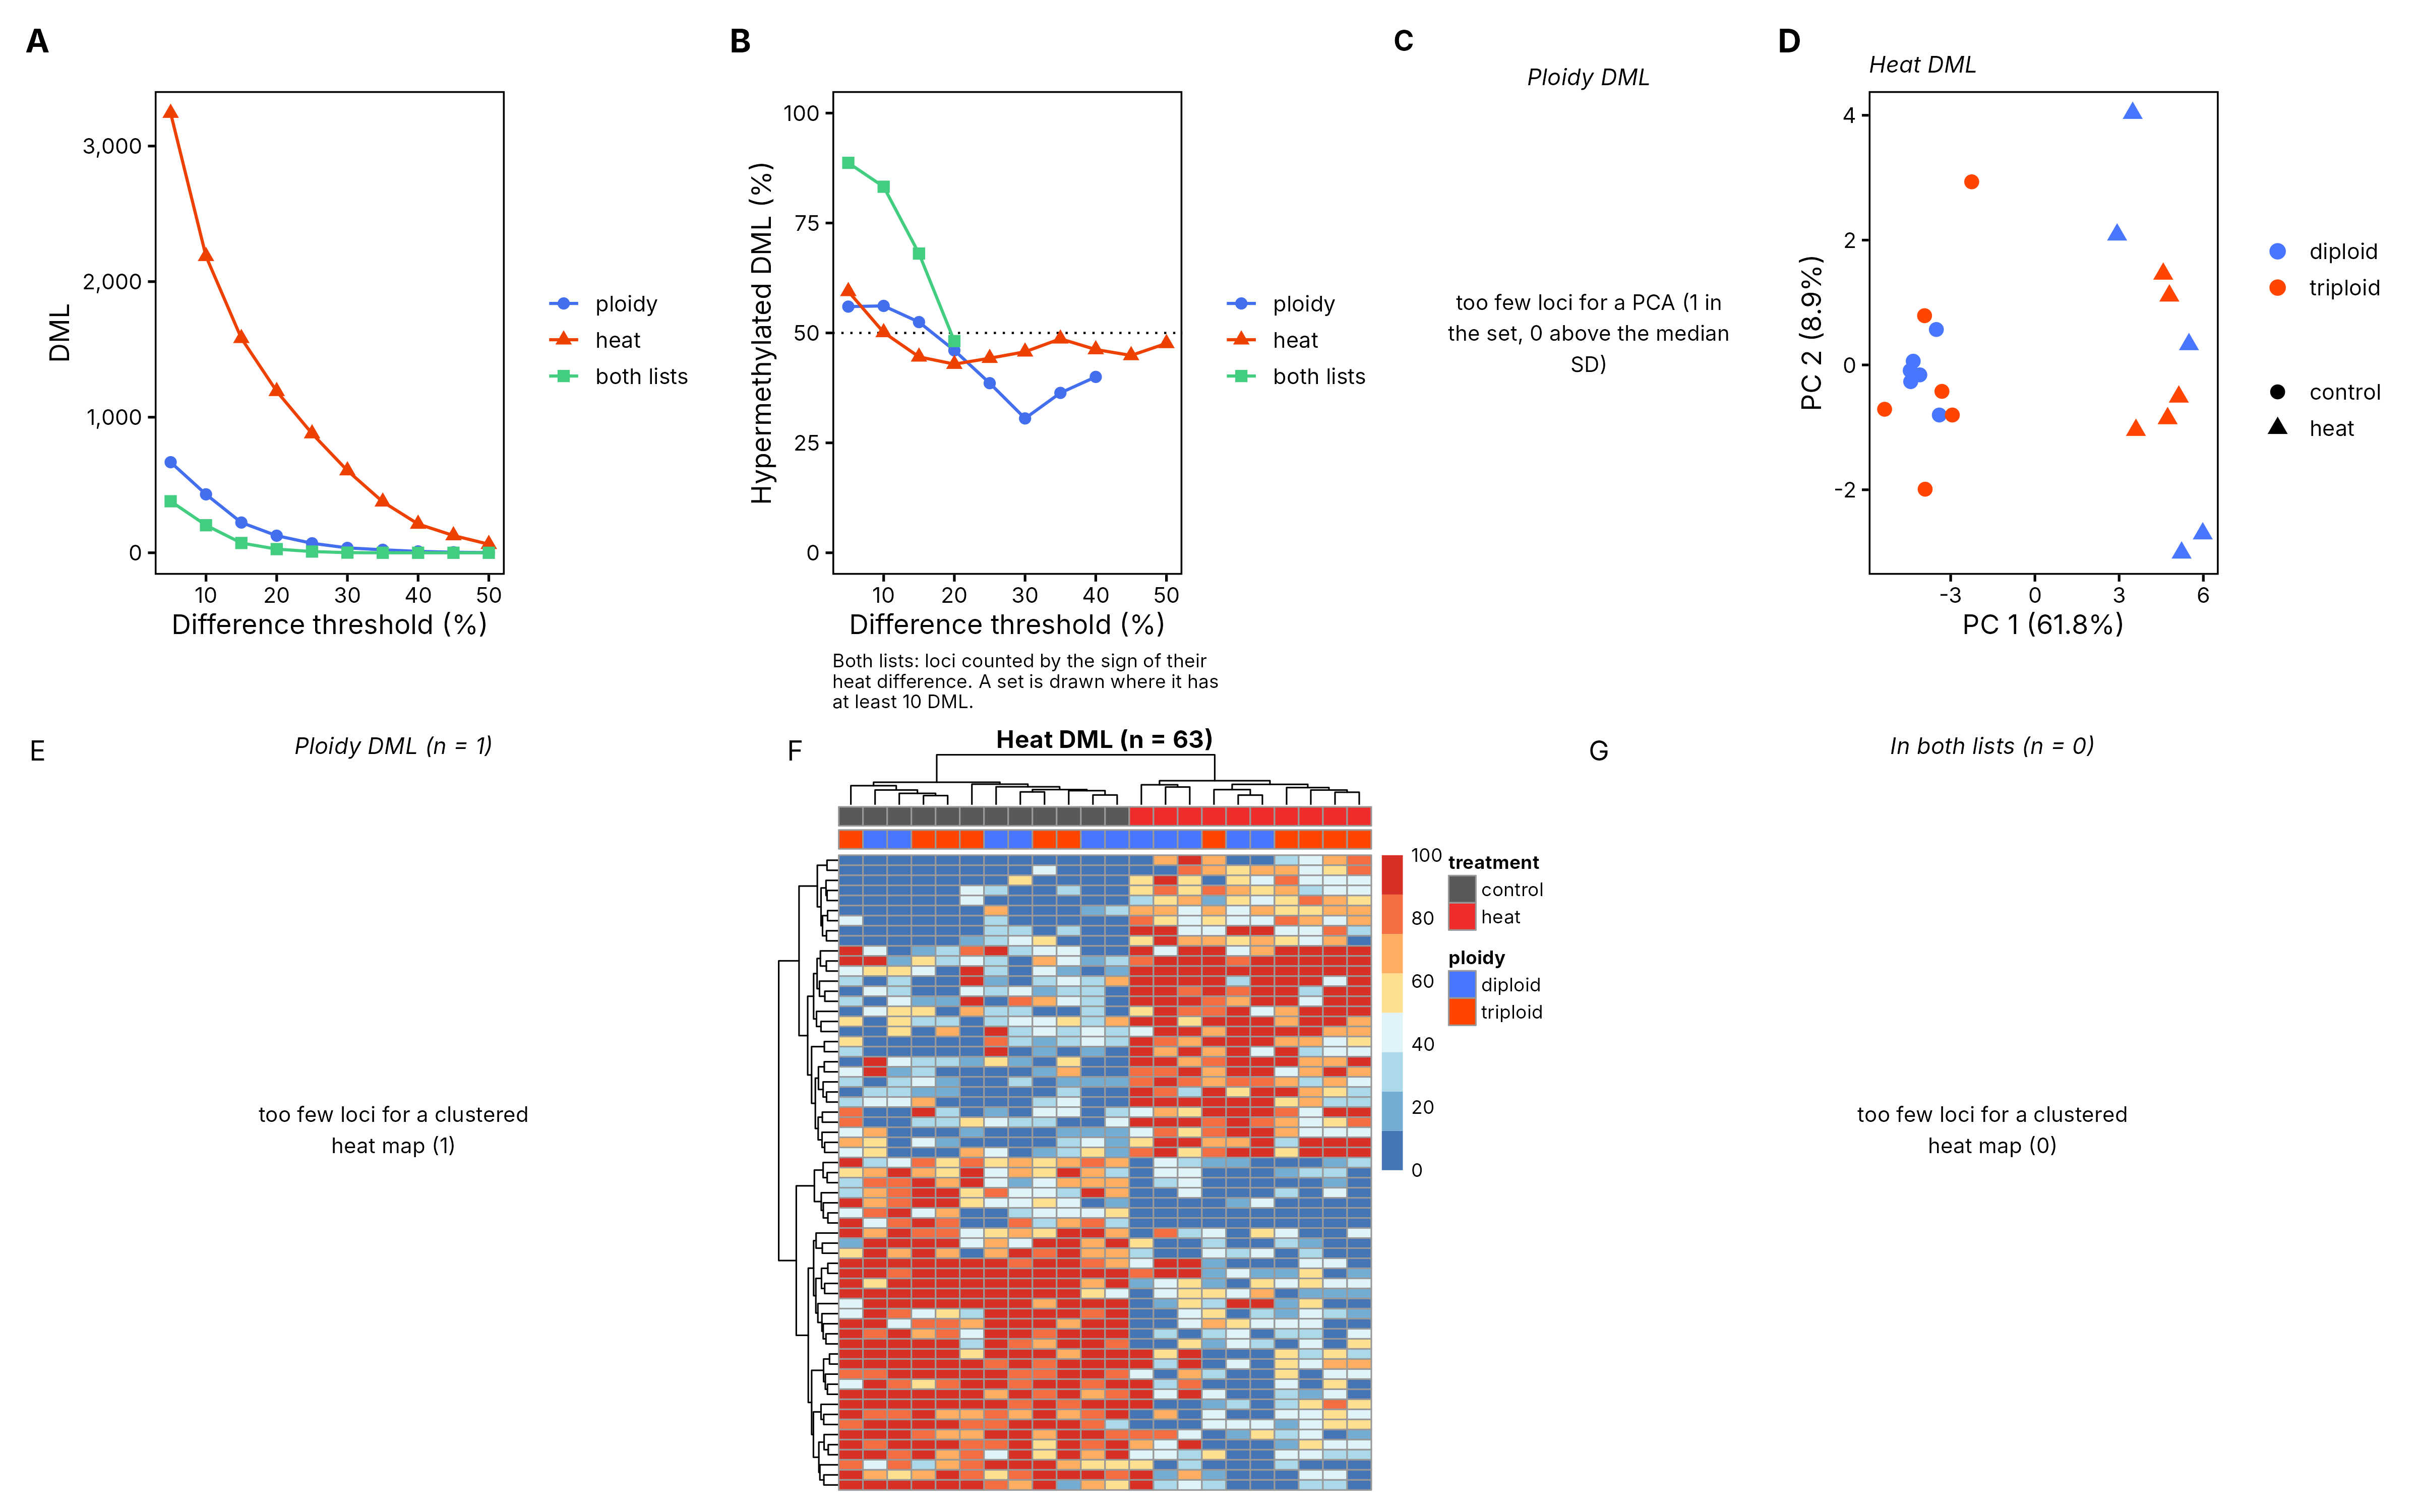 A
DML
3,000
2,000
1,000
0
10 20 30 40 50
Difference threshold (%)
ploidy
heat
both lists
B
Hypermethylated DML (%)
100
75
50
25
0
10 20 30 40 50
Difference threshold (%)
ploidy
heat
both lists
Both lists: loci counted by the sign of their
heat difference. A set is drawn where it has
at least 10 DML.
C
Ploidy DML
too few loci for a PCA (1 in
the set, 0 above the median
SD)
D
Heat DML
PC 2 (8.9%)
4
2
0
-2
-3 0 3 6
PC 1 (61.8%)
diploid
triploid
control
heat
E
Ploidy DML (n = 1)
too few loci for a clustered
heat map (1)
F
Heat DML (n = 63)
100
80
60
40
20
0
treatment
control
heat
ploidy
diploid
triploid
G
In both lists (n = 0)
too few loci for a clustered
heat map (0)